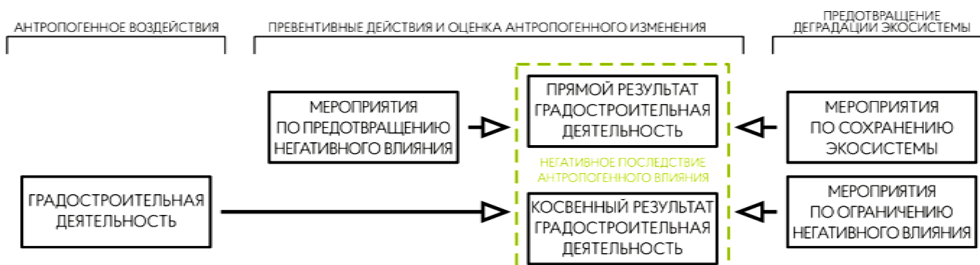 АНТРОПОГЕННОЕ ВОЗДЕЙСТВИЯ
ПРЕВЕНТИВНЫЕ ДЕЙСТВИЯ И ОЦЕНКА АНТРОПОГЕННОГО ИЗМЕНЕНИЯ
ПРЕДОТВРАЩЕНИЕ
ДЕГРАДАЦИИ ЭКОСИСТЕМЫ
МЕРОПРИЯТИЯ
ПО ПРЕДОТВРАЩЕНИЮ
НЕГАТИВНОГО ВЛИЯНИЯ
ПРЯМОЙ РЕЗУЛЬТАТ
ГРАДОСТРОИТЕЛЬНАЯ
ДЕЯТЕЛЬНОСТЬ
МЕРОПРИЯТИЯ
ПО СОХРАНЕНИЮ
ЭКОСИСТЕМЫ
НЕГАТИВНОЕ ПОСЛЕДСТВИЕ
АНТРОПОГЕННОГО ВЛИЯНИЯ
ГРАДОСТРОИТЕЛЬНАЯ
ДЕЯТЕЛЬНОСТЬ
КОСВЕННЫЙ РЕЗУЛЬТАТ
ГРАДОСТРОИТЕЛЬНАЯ
ДЕЯТЕЛЬНОСТЬ
МЕРОПРИЯТИЯ
ПО ОГРАНИЧЕНИЮ
НЕГАТИВНОГО ВЛИЯНИЯ